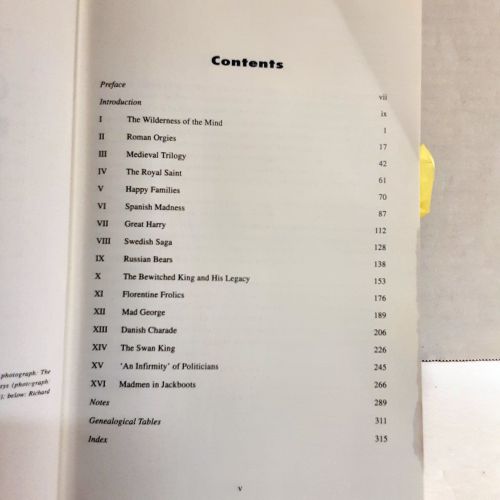 Contents
Preface vii
Introduction ix
I The Wilderness of the Mind 1
II Roman Orgies 17
III Medieval Trilogy 42
IV The Royal Saint 61
V Happy Families 70
VI Spanish Madness 87
VII Great Harry 112
VIII Swedish Saga 128
IX Russian Bears 138
X The Bewitched King and His Legacy 153
XI Florentine Frolics 176
XII Mad George 189
XIII Danish Charade 206
XIV The Swan King 226
XV 'An Infirmity' of Politicians 245
XVI Madmen in Jackboots 266
Notes 289
Genealogical Tables 311
Index 315
v
photograph: The
rys (photograph:
); below: Richard